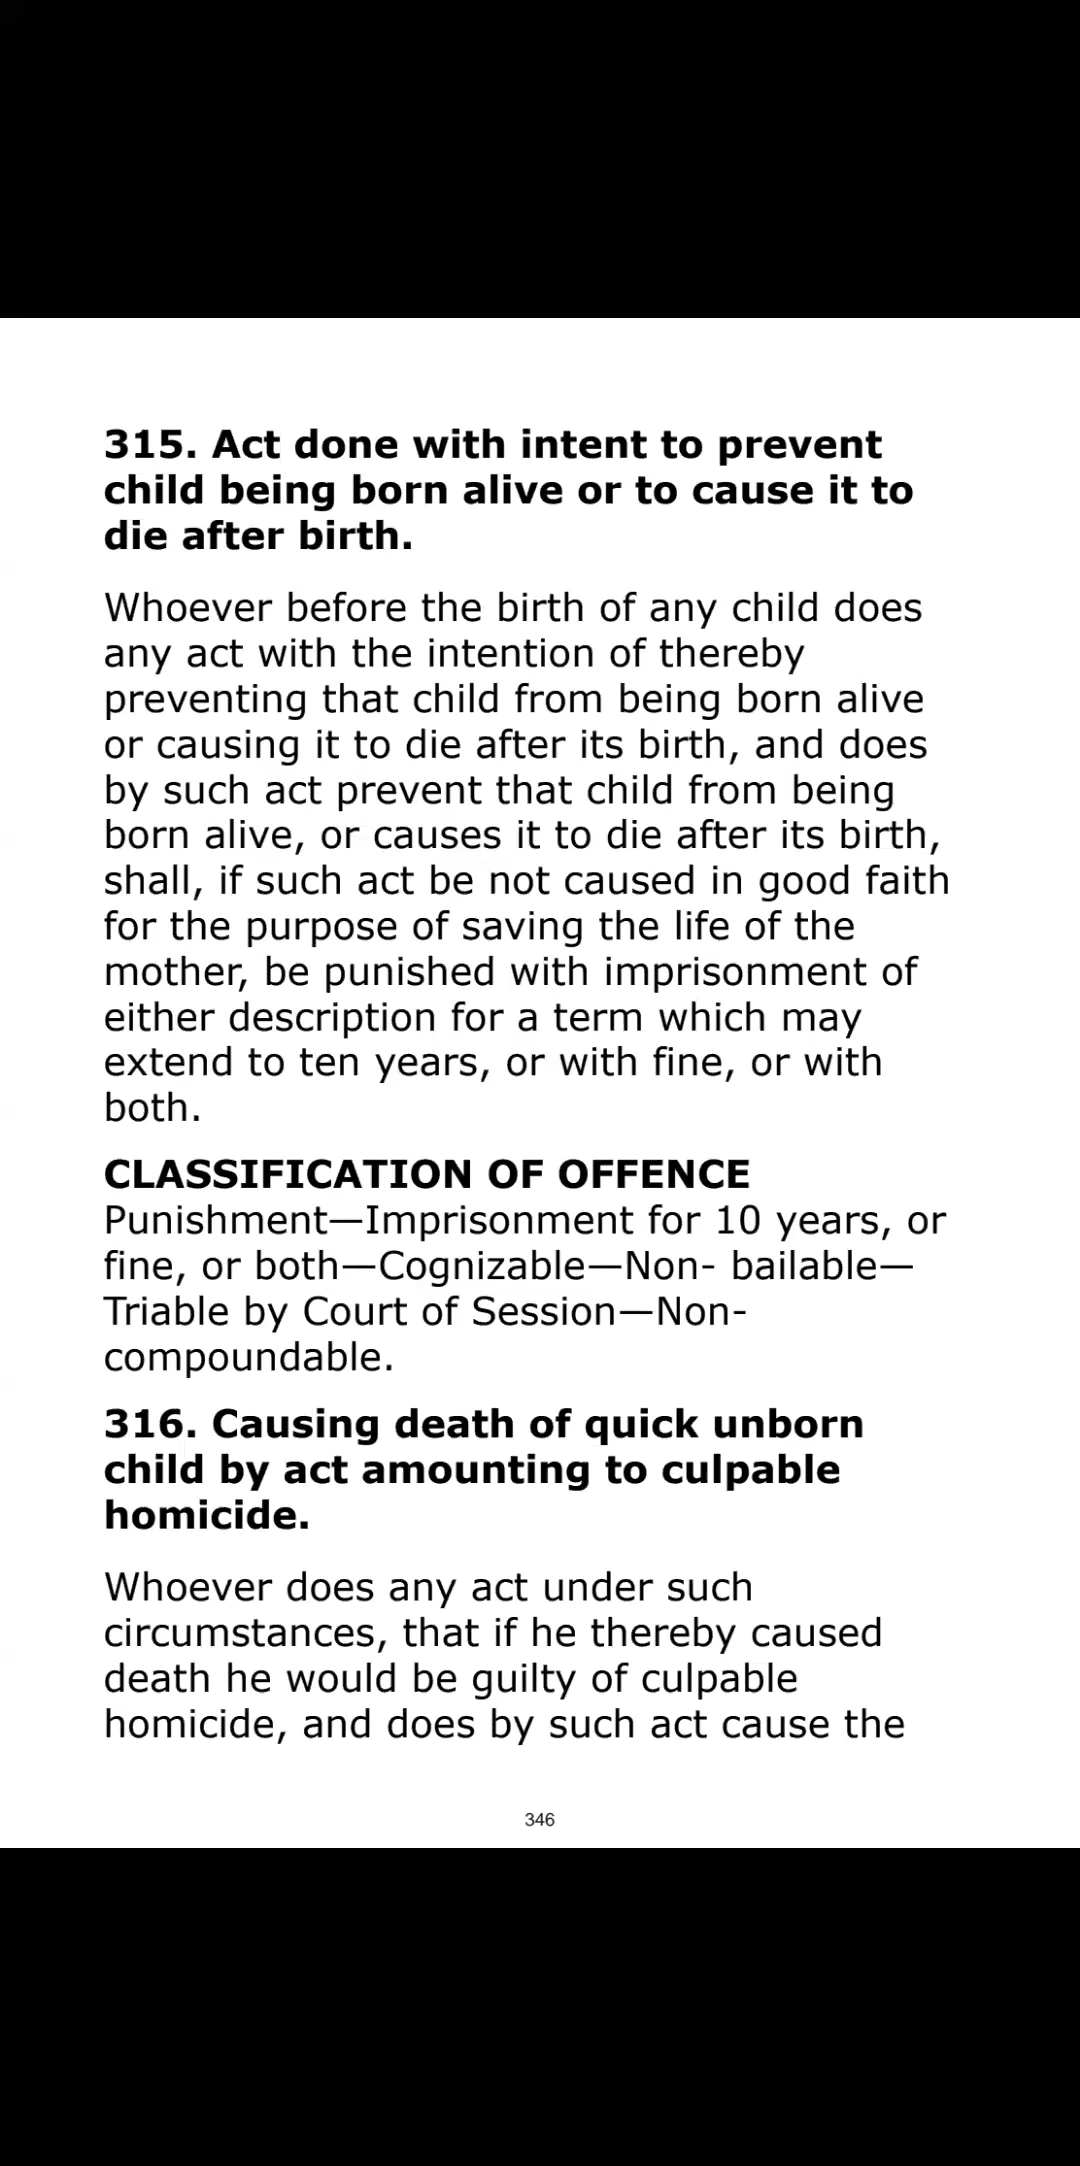 315. Act done with intent to prevent
child being born alive or to cause it to
die after birth.
Whoever before the birth of any child does
any act with the intention of thereby
preventing that child from being born alive
or causing it to die after its birth, and does
by such act prevent that child from being
born alive, or causes it to die after its birth,
shall, if such act be not caused in good faith
for the purpose of saving the life of the
mother, be punished with imprisonment of
either description for a term which may
extend to ten years, or with fine, or with
both.
CLASSIFICATION OF OFFENCE
Punishment—Imprisonment for 10 years, or
fine, or both—Cognizable—Non- bailable—
Triable by Court of Session—Non-
compoundable.
316. Causing death of quick unborn
child by act amounting to culpable
homicide.
Whoever does any act under such
circumstances, that if he thereby caused
death he would be guilty of culpable
homicide, and does by such act cause the
346